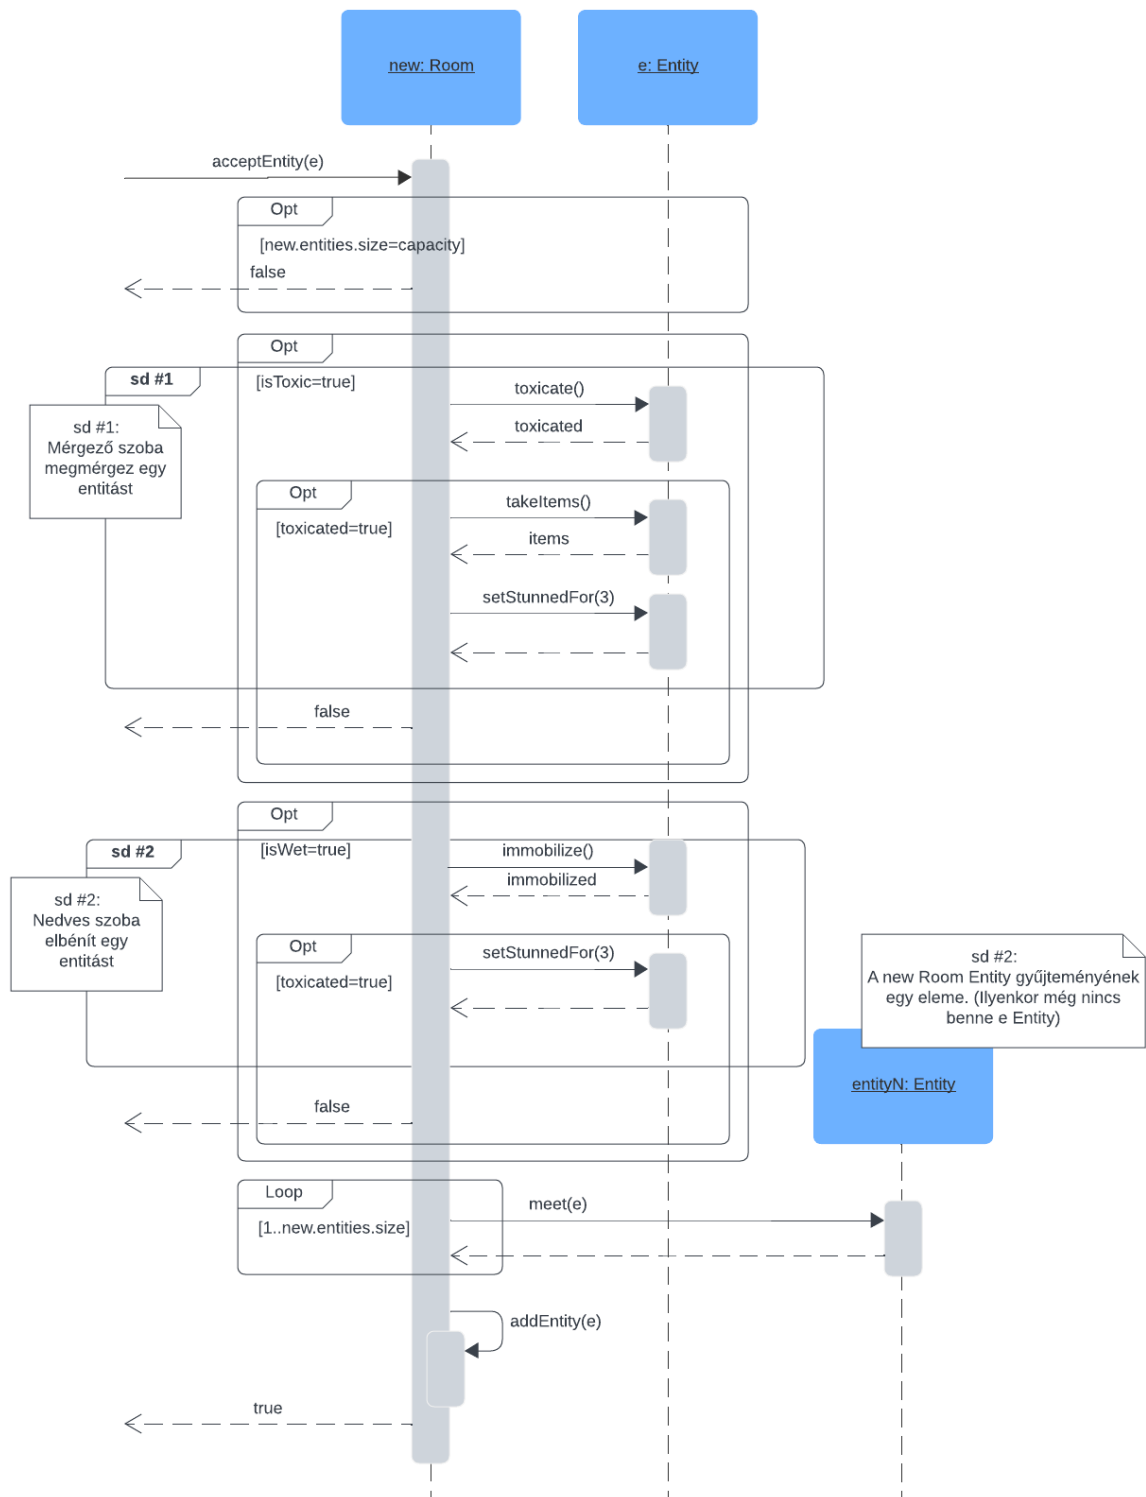 new: Room
e: Entity
acceptEntity(e)
Opt
[new.entities.size=capacity]
false
Opt
[isToxic=true]
sd #1
sd #1:
Mérgező szoba
megmérgez egy
entitást
toxicate()
toxicated
Opt
[toxicated=true]
takeItems()
items
setStunnedFor(3)
false
Opt
[isWet=true]
sd #2
sd #2:
Nedves szoba
elbénít egy
entitást
immobilize()
immobilized
Opt
[toxicated=true]
setStunnedFor(3)
sd #2:
A new Room Entity gyűjteményének
egy eleme. (Ilyenkor még nincs
benne e Entity)
entityN: Entity
false
Loop
[1..new.entities.size]
meet(e)
addEntity(e)
true